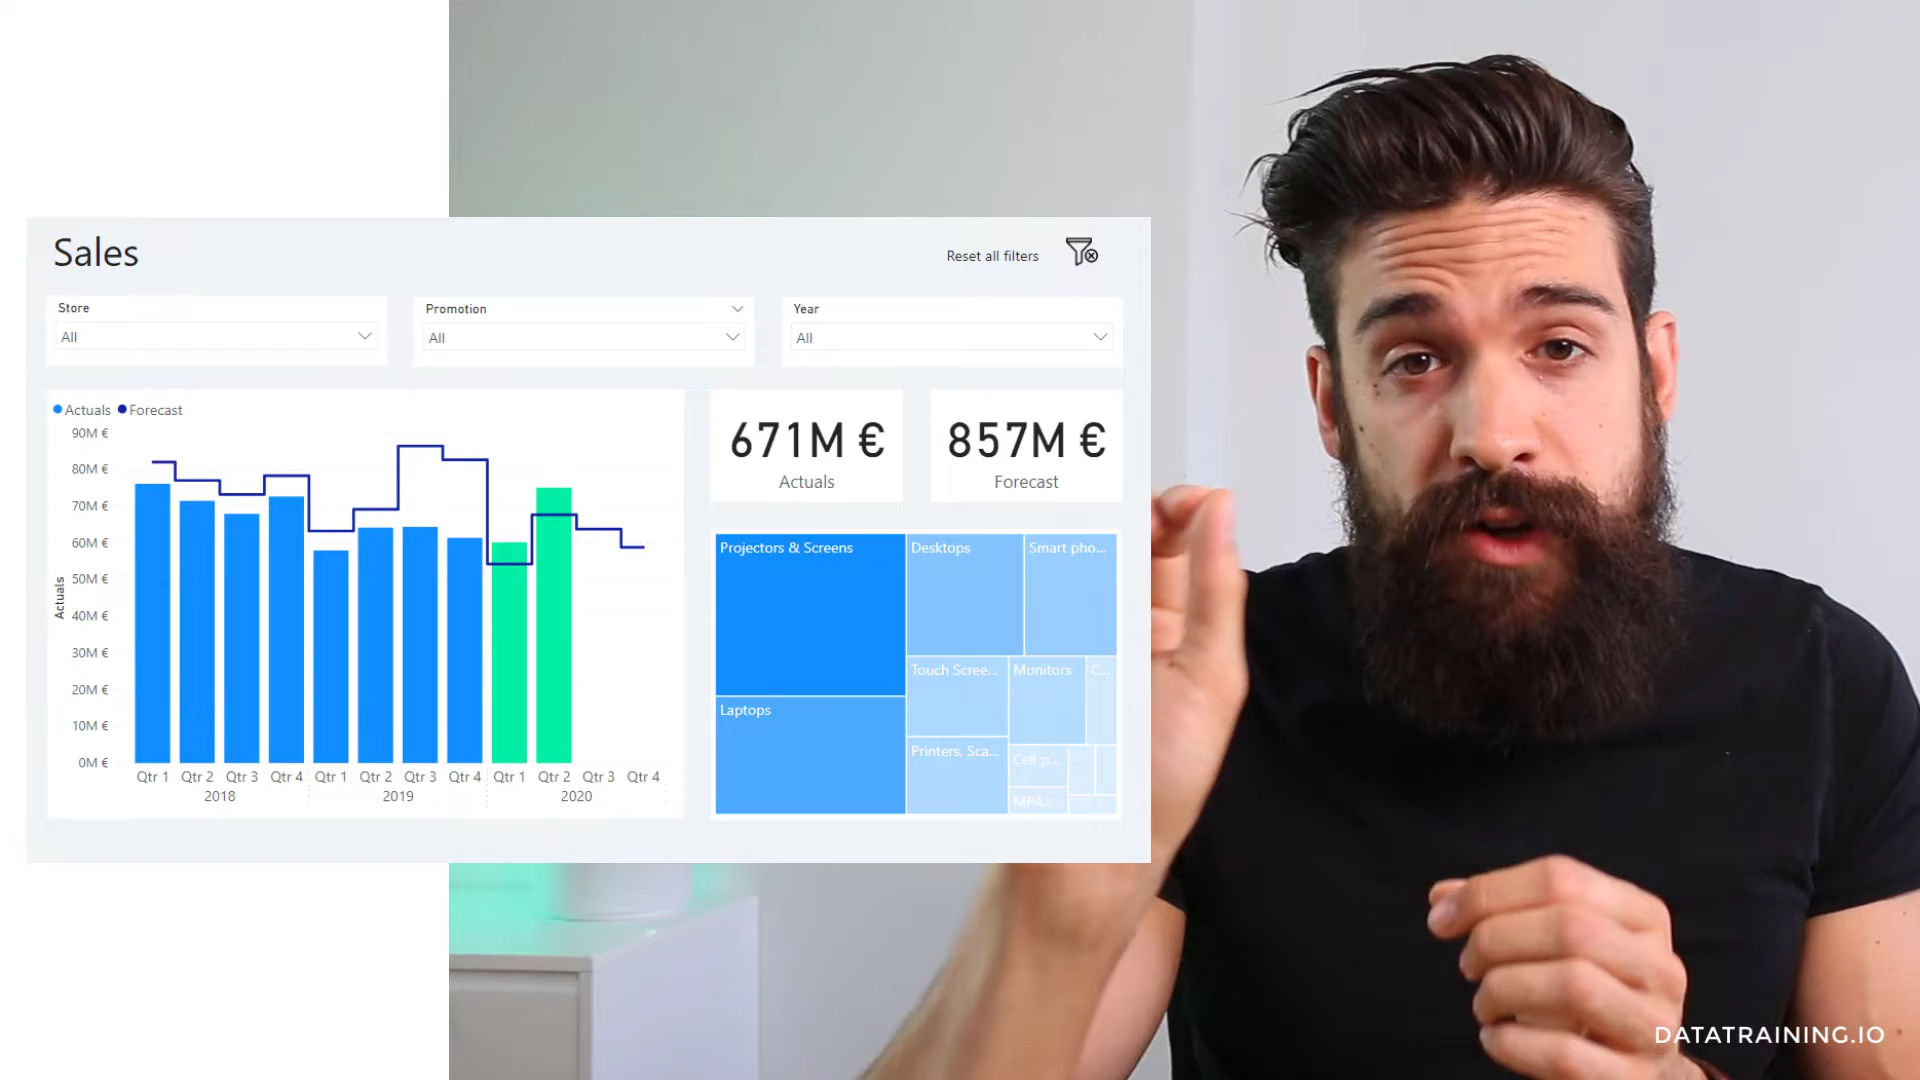 Sales
Reset all filters
Store
All
Promotion
All
Year
All
Actuals Forecast
90M €
80M €
70M €
60M €
50M €
40M €
30M €
20M €
10M €
0M €
Actuals
Qtr 1 Qtr 2 Qtr 3 Qtr 4 Qtr 1 Qtr 2 Qtr 3 Qtr 4 Qtr 1 Qtr 2 Qtr 3 Qtr 4
2018 2019 2020
671M €
Actuals
857M €
Forecast
Projectors & Screens
Desktops
Smart pho...
Laptops
Touch Scree...
Monitors
C...
Printers, Sca...
Cell p...
MP4...
DATATRAINING.IO